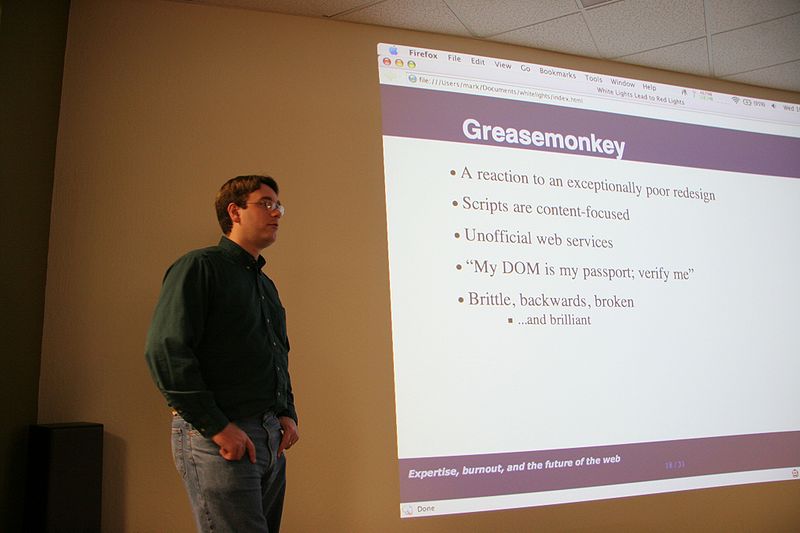 Firefox File Edit View Go Bookmarks Tools Window Help
White Lights Lead to Red Lights
file:///Users/mark/Documents/whitelights/index.html
Greasemonkey
• A reaction to an exceptionally poor redesign
• Scripts are content-focused
• Unofficial web services
• “My DOM is my passport; verify me”
• Brittle, backwards, broken
▪ ...and brilliant
Expertise, burnout, and the future of the web
18/31
Done